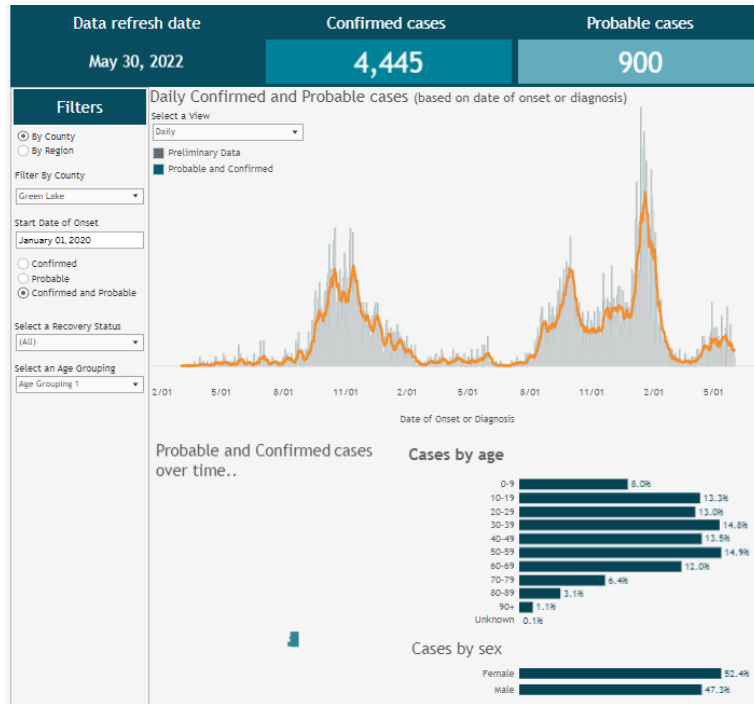 Data refresh date
May 30, 2022
Confirmed cases
4,445
Probable cases
900
Filters
By County
By Region
Filter By County
Green Lake
Start Date of Onset
January 01, 2020
Confirmed
Probable
Confirmed and Probable
Select a Recovery Status
(All)
Select an Age Grouping
Age Grouping 1
Daily Confirmed and Probable cases (based on date of onset or diagnosis)
Select a View
Daily
Preliminary Data
Probable and Confirmed
2/01 5/01 8/01 11/01 2/01 5/01 8/01 11/01 2/01 5/01
Date of Onset or Diagnosis
Probable and Confirmed cases
over time..
Cases by age
0-9 8.0%
10-19 13.3%
20-29 13.0%
30-39 14.8%
40-49 13.5%
50-59 14.9%
60-69 12.0%
70-79 6.4%
80-89 3.1%
90+ 1.1%
Unknown 0.1%
Cases by sex
Female 52.4%
Male 47.3%